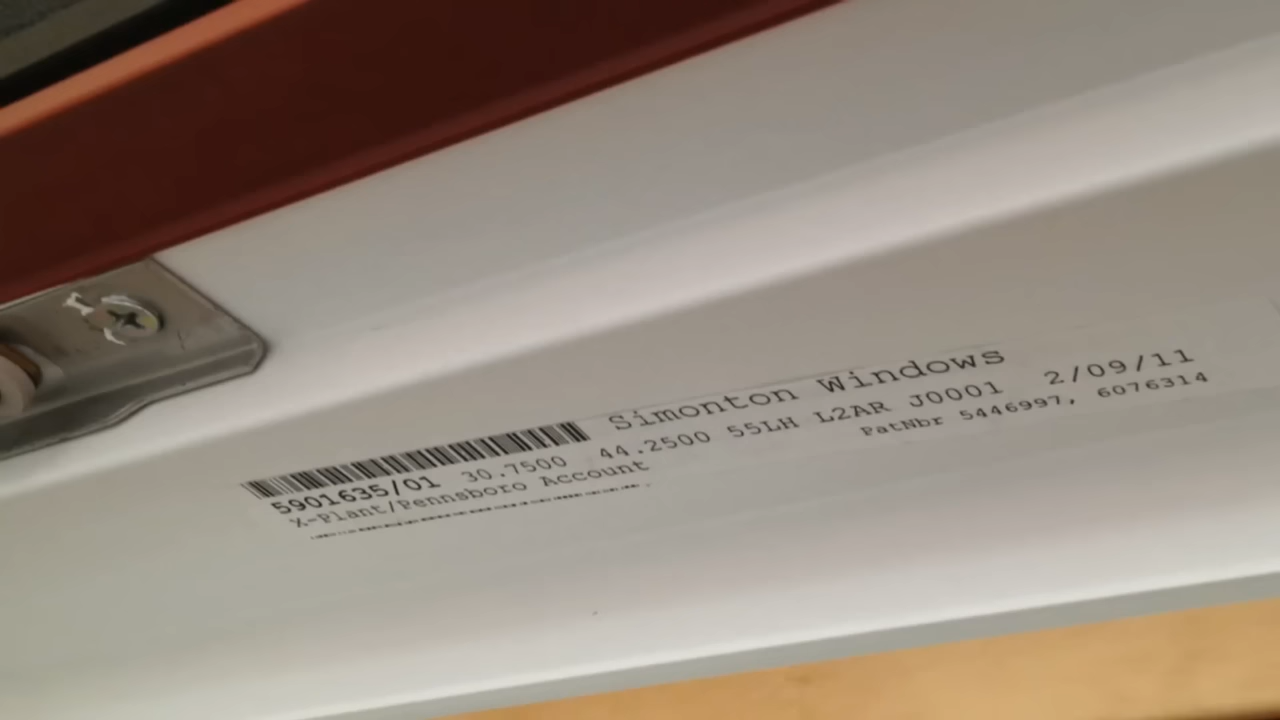 Simonton Windows
5901635/01 30.7500 44.2500 55LH L2AR J0001 2/09/11
X-Plant/Pennsboro Account PatNbr 5446997, 6076314